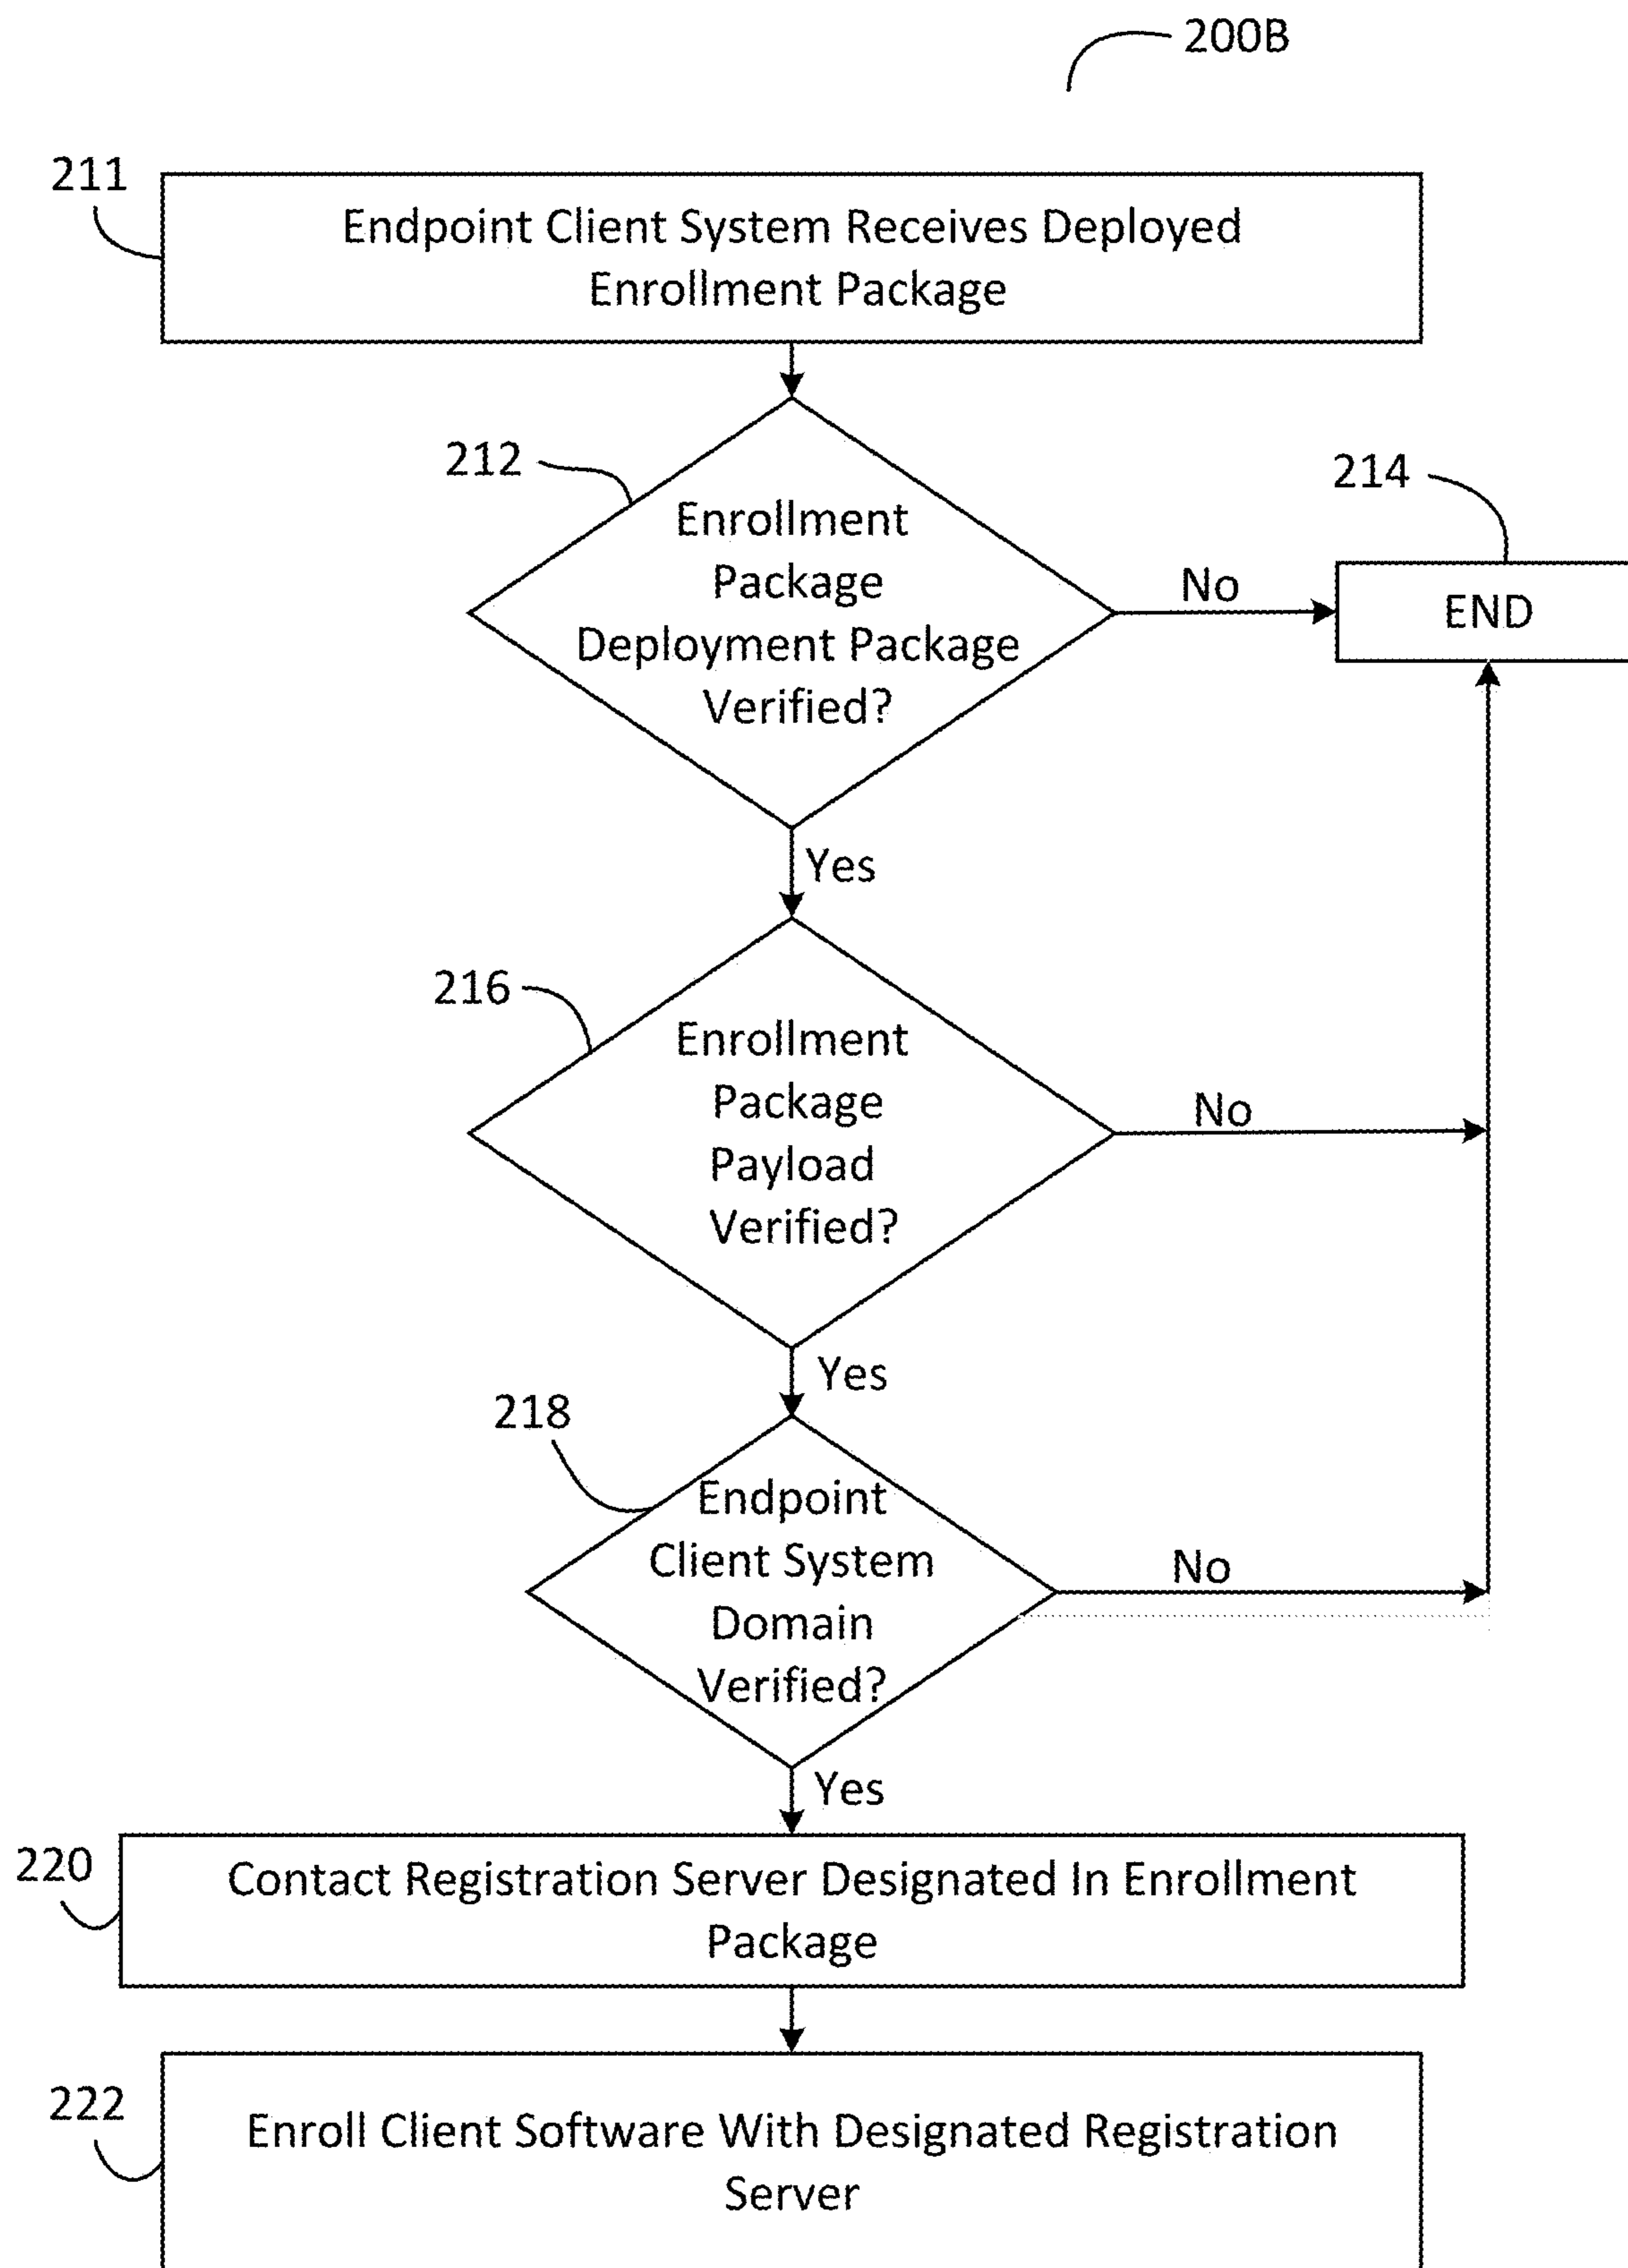 200B
211
Endpoint Client System Receives Deployed
Enrollment Package
212
Enrollment
Package
Deployment Package
Verified?
No
214
END
Yes
216
Enrollment
Package
Payload
Verified?
No
Yes
218
Endpoint
Client System
Domain
Verified?
No
Yes
220
Contact Registration Server Designated In Enrollment
Package
222
Enroll Client Software With Designated Registration
Server